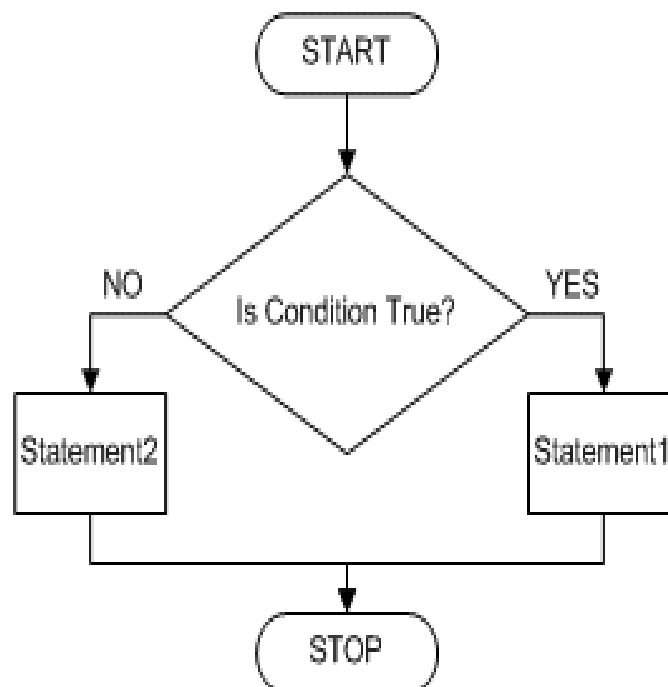 START
NO
YES
Is Condition True?
Statement2
Statement1
STOP